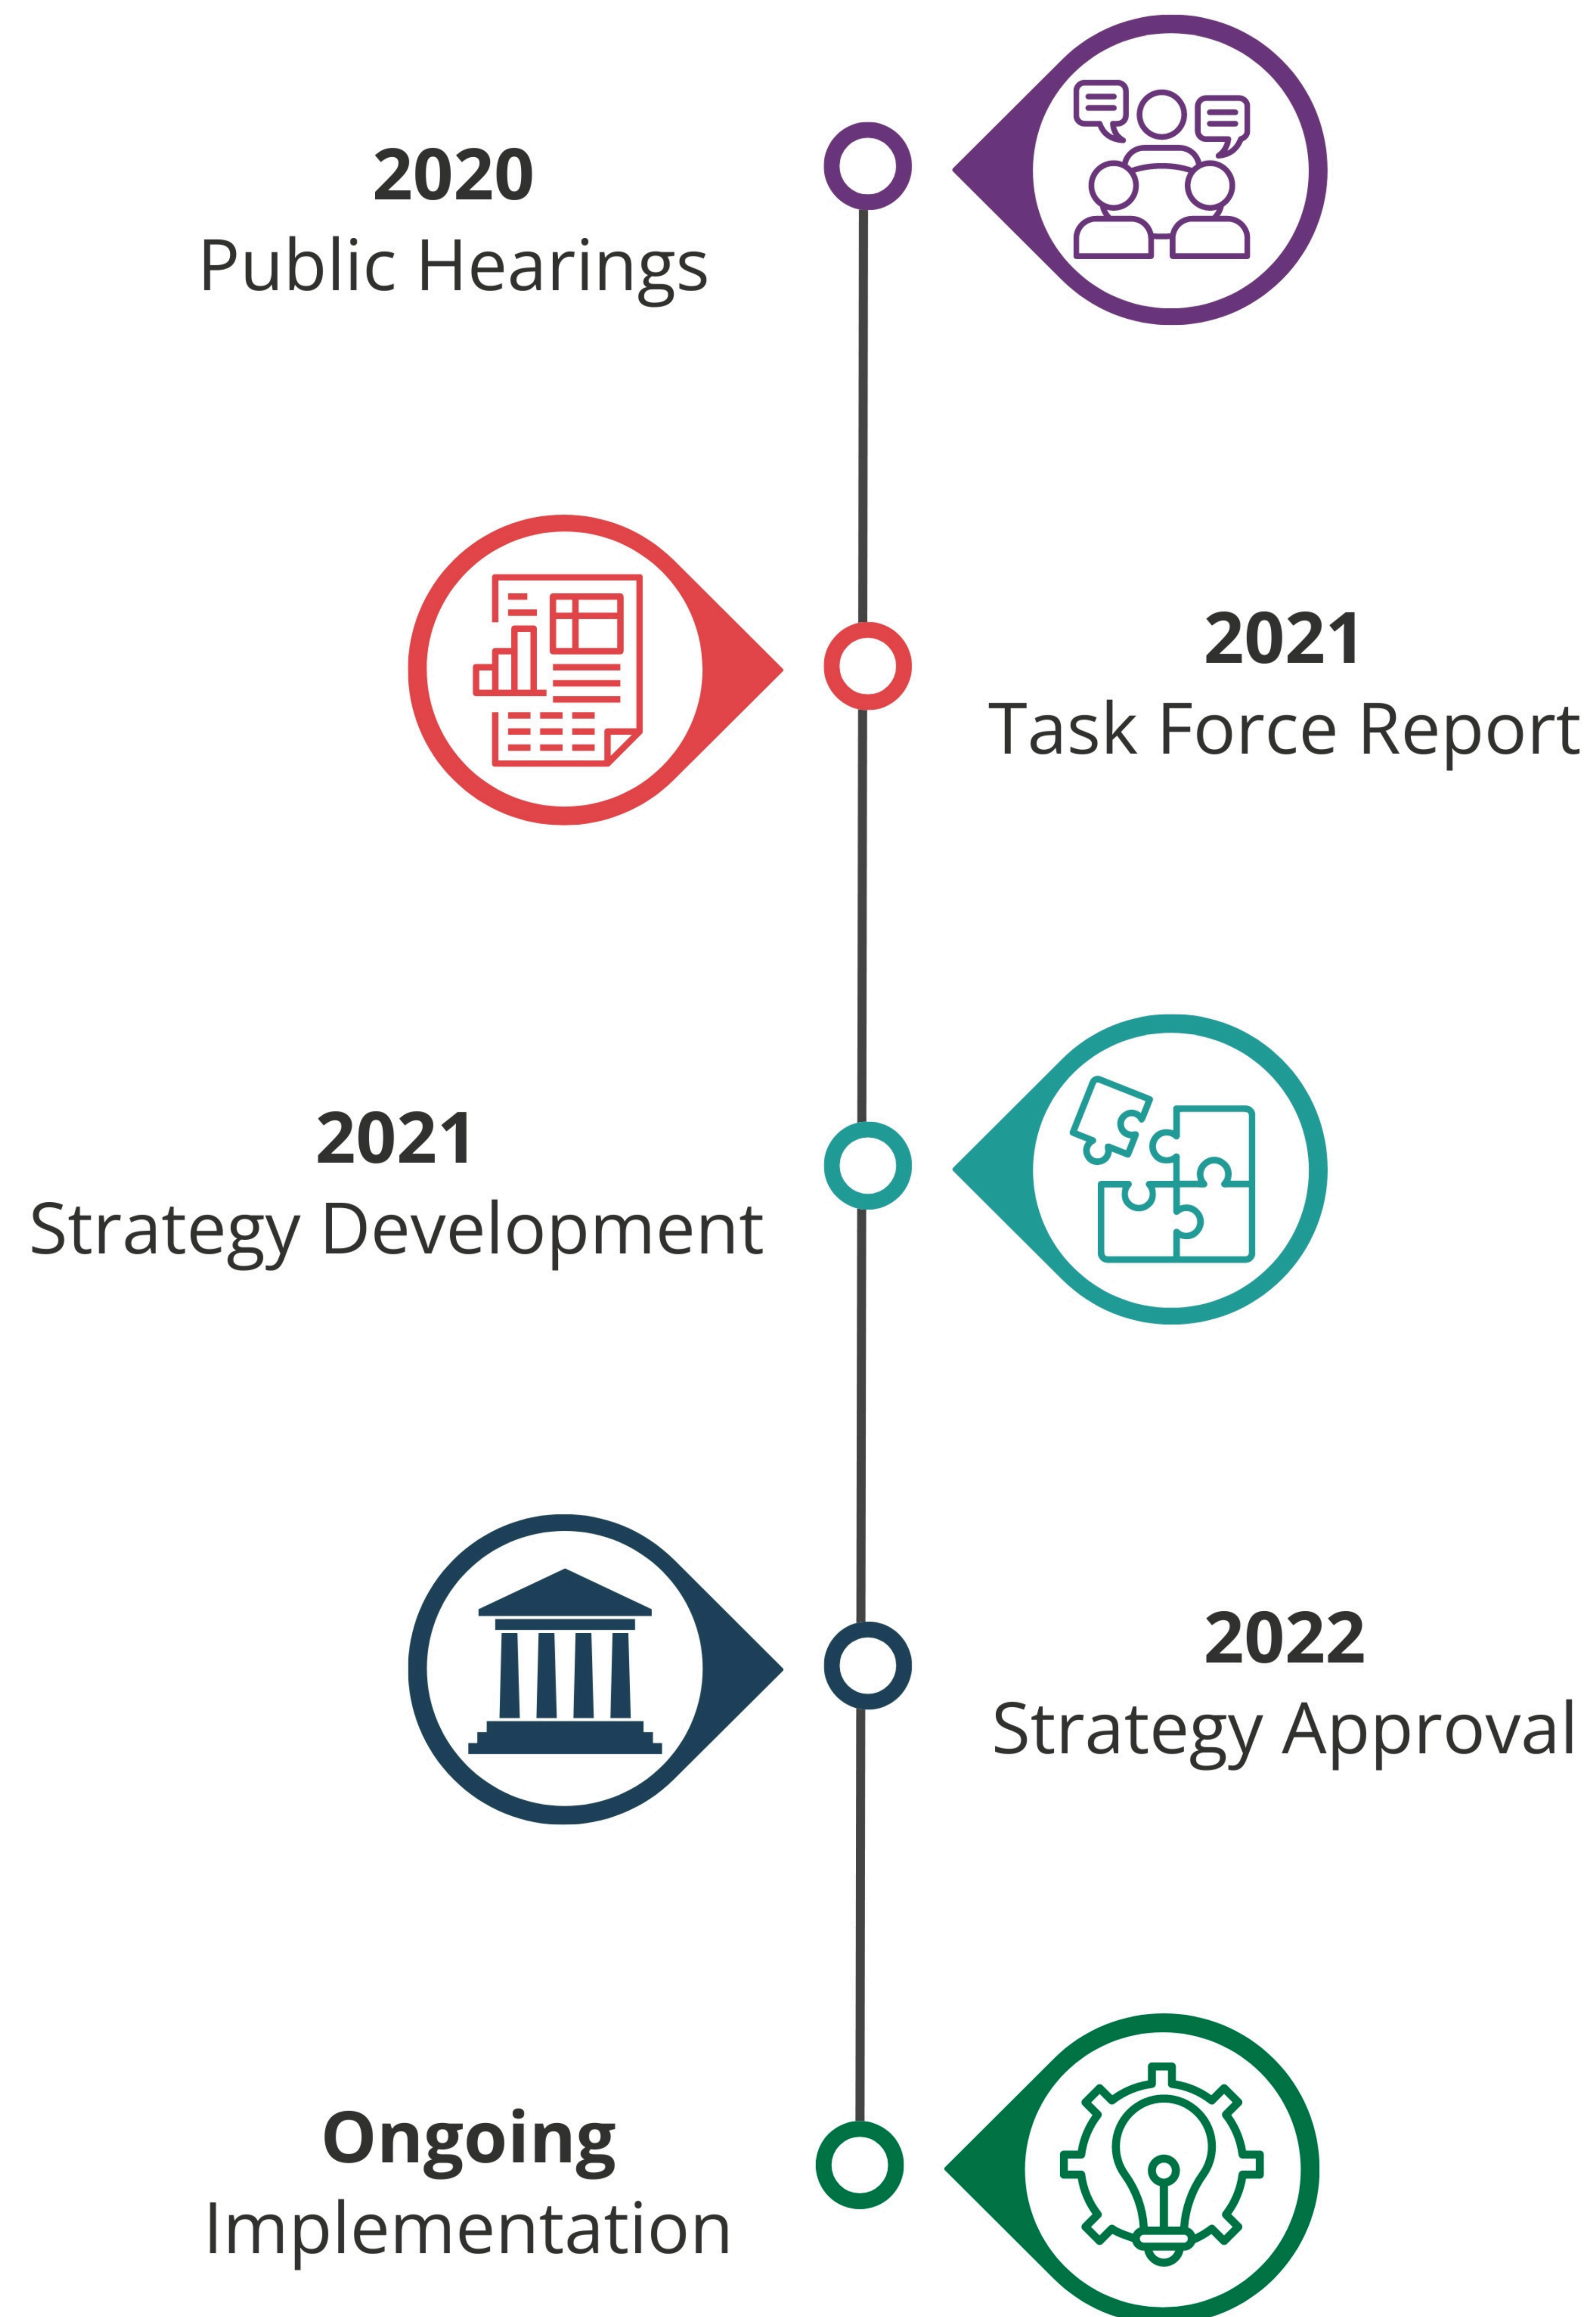 2020
Public Hearings
2021
Task Force Report
2021
Strategy Development
2022
Strategy Approval
Ongoing
Implementation